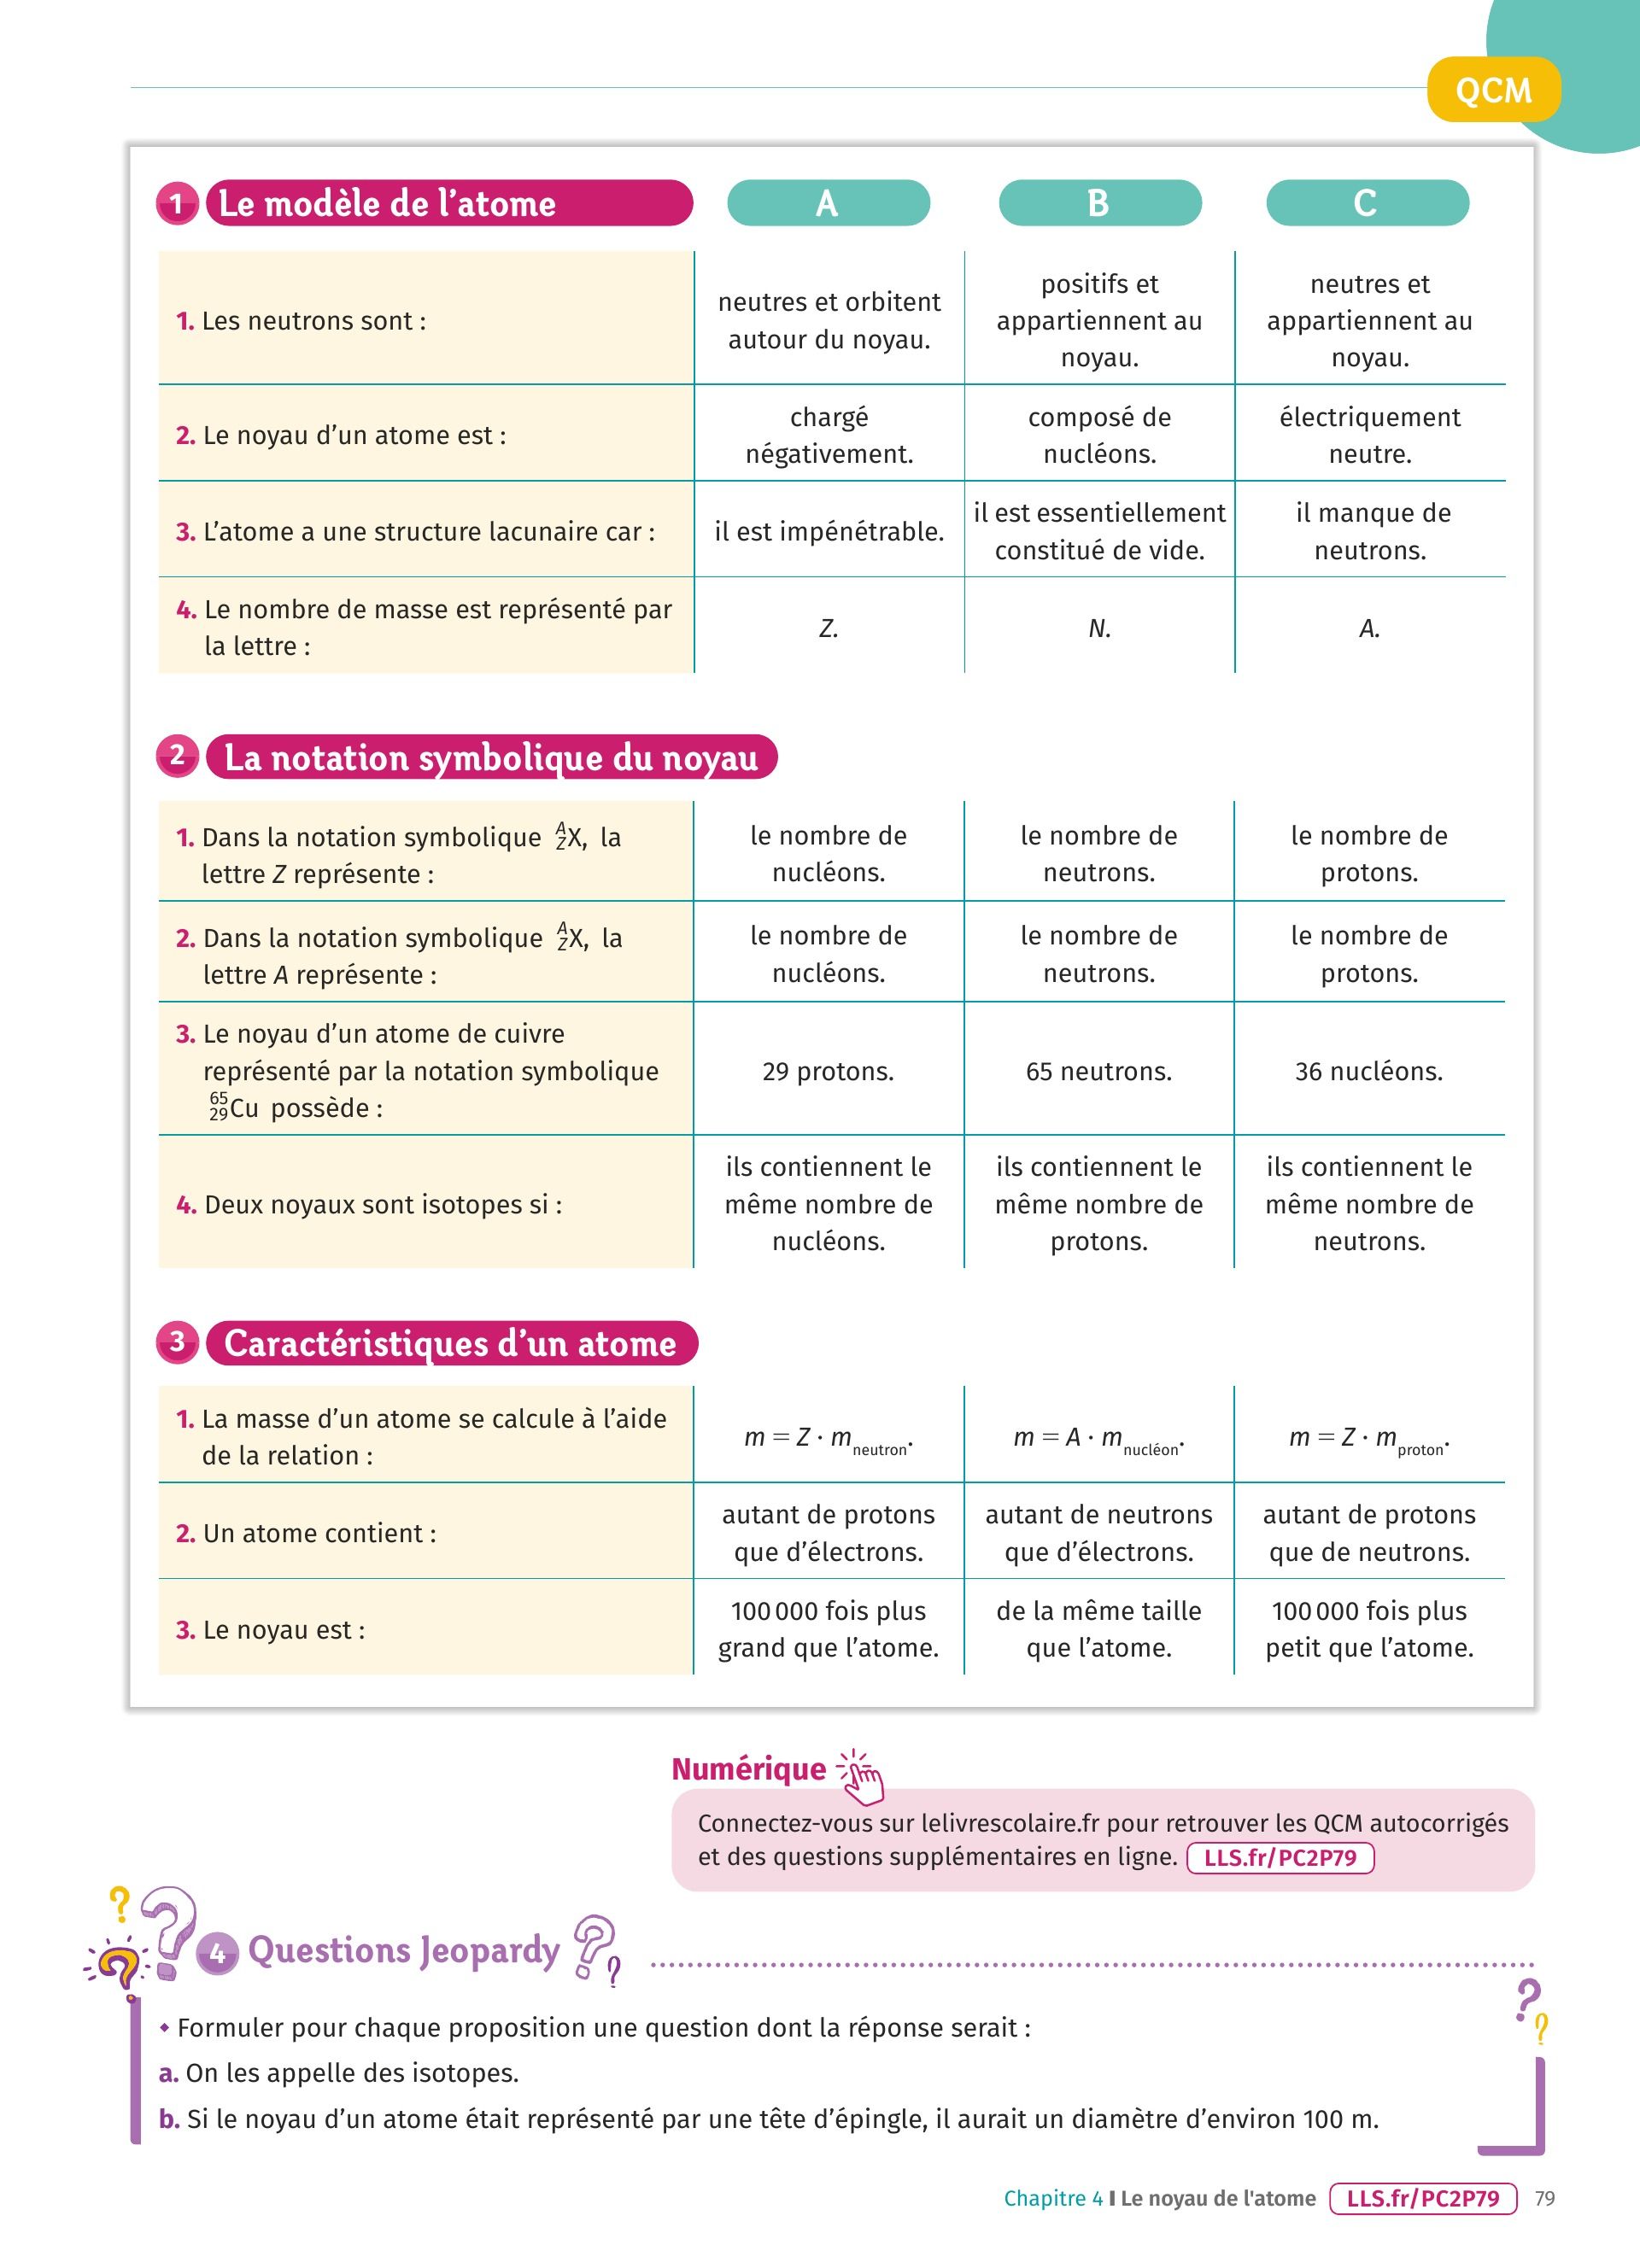 QCM
1 Le modèle de l’atome A B C
1. Les neutrons sont :
neutres et orbitent
autour du noyau.
positifs et
appartiennent au
noyau.
neutres et
appartiennent au
noyau.
2. Le noyau d’un atome est :
chargé
négativement.
composé de
nucléons.
électriquement
neutre.
3. L’atome a une structure lacunaire car :
il est impénétrable.
il est essentiellement
constitué de vide.
il manque de
neutrons.
4. Le nombre de masse est représenté par
la lettre :
Z.
N.
A.
2 La notation symbolique du noyau
1. Dans la notation symbolique ᴬ_Z X, la
lettre Z représente :
le nombre de
nucléons.
le nombre de
neutrons.
le nombre de
protons.
2. Dans la notation symbolique ᴬ_Z X, la
lettre A représente :
le nombre de
nucléons.
le nombre de
neutrons.
le nombre de
protons.
3. Le noyau d’un atome de cuivre
représenté par la notation symbolique
⁶⁵₂₉Cu possède :
29 protons.
65 neutrons.
36 nucléons.
4. Deux noyaux sont isotopes si :
ils contiennent le
même nombre de
nucléons.
ils contiennent le
même nombre de
protons.
ils contiennent le
même nombre de
neutrons.
3 Caractéristiques d’un atome
1. La masse d’un atome se calcule à l’aide
de la relation :
m = Z · m neutron.
m = A · m nucléon.
m = Z · m proton.
2. Un atome contient :
autant de protons
que d’électrons.
autant de neutrons
que d’électrons.
autant de protons
que de neutrons.
3. Le noyau est :
100 000 fois plus
grand que l’atome.
de la même taille
que l’atome.
100 000 fois plus
petit que l’atome.
Numérique
Connectez-vous sur lelivrescolaire.fr pour retrouver les QCM autocorrigés
et des questions supplémentaires en ligne. LLS.fr/PC2P79
4 Questions Jeopardy
• Formuler pour chaque proposition une question dont la réponse serait :
a. On les appelle des isotopes.
b. Si le noyau d’un atome était représenté par une tête d’épingle, il aurait un diamètre d’environ 100 m.
Chapitre 4 I Le noyau de l'atome LLS.fr/PC2P79 79